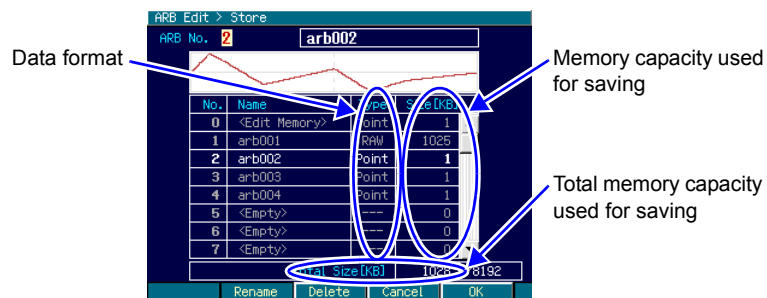 ARB Edit > Store
ARB No. 2 arb002
Data format
Memory capacity used
for saving
No. Name Type Size[KB]
0 <Edit Memory> Point 1
1 arb001 RAW 1025
2 arb002 Point 1
3 arb003 Point 1
4 arb004 Point 1
5 <Empty> --- 0
6 <Empty> --- 0
7 <Empty> --- 0
Total memory capacity
used for saving
Total Size[KB] 1028 8192
Rename Delete Cancel OK